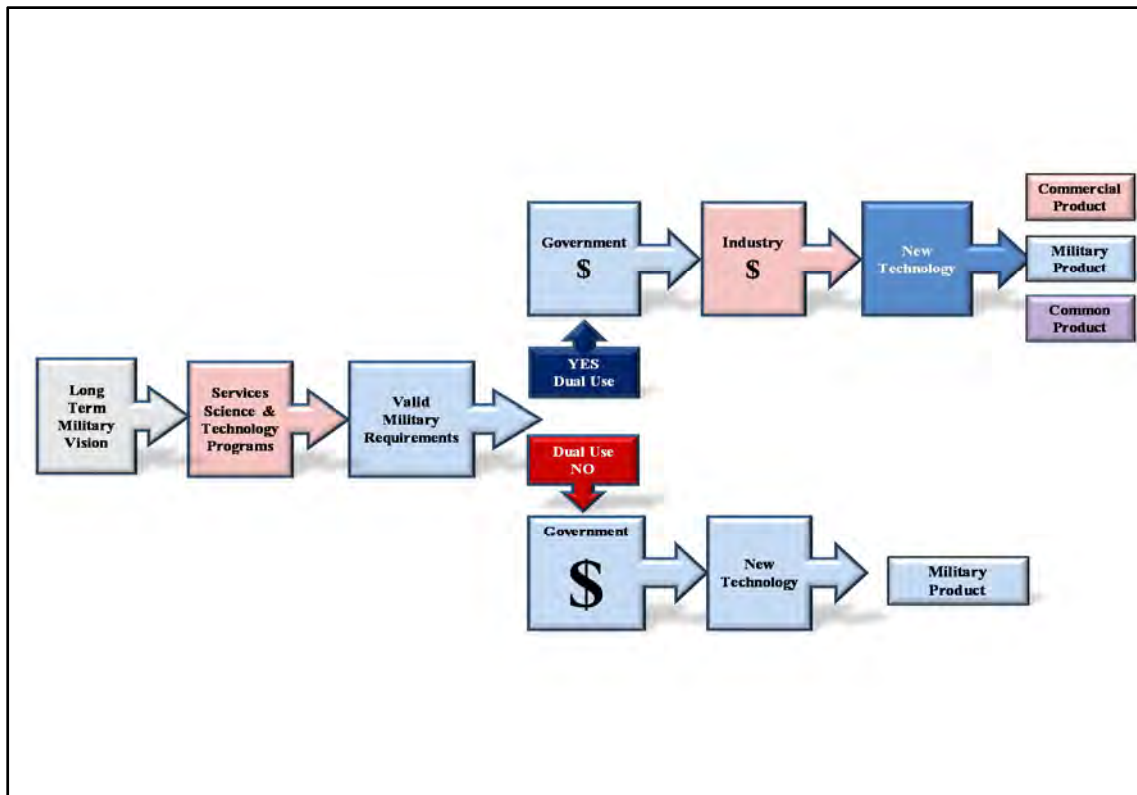 Long
Term
Military
Vision
Services
Science &
Technology
Programs
Valid
Military
Requirements
YES
Dual Use
Government
$
Industry
$
New
Technology
Commercial
Product
Military
Product
Common
Product
Dual Use
NO
Government
$
New
Technology
Military
Product